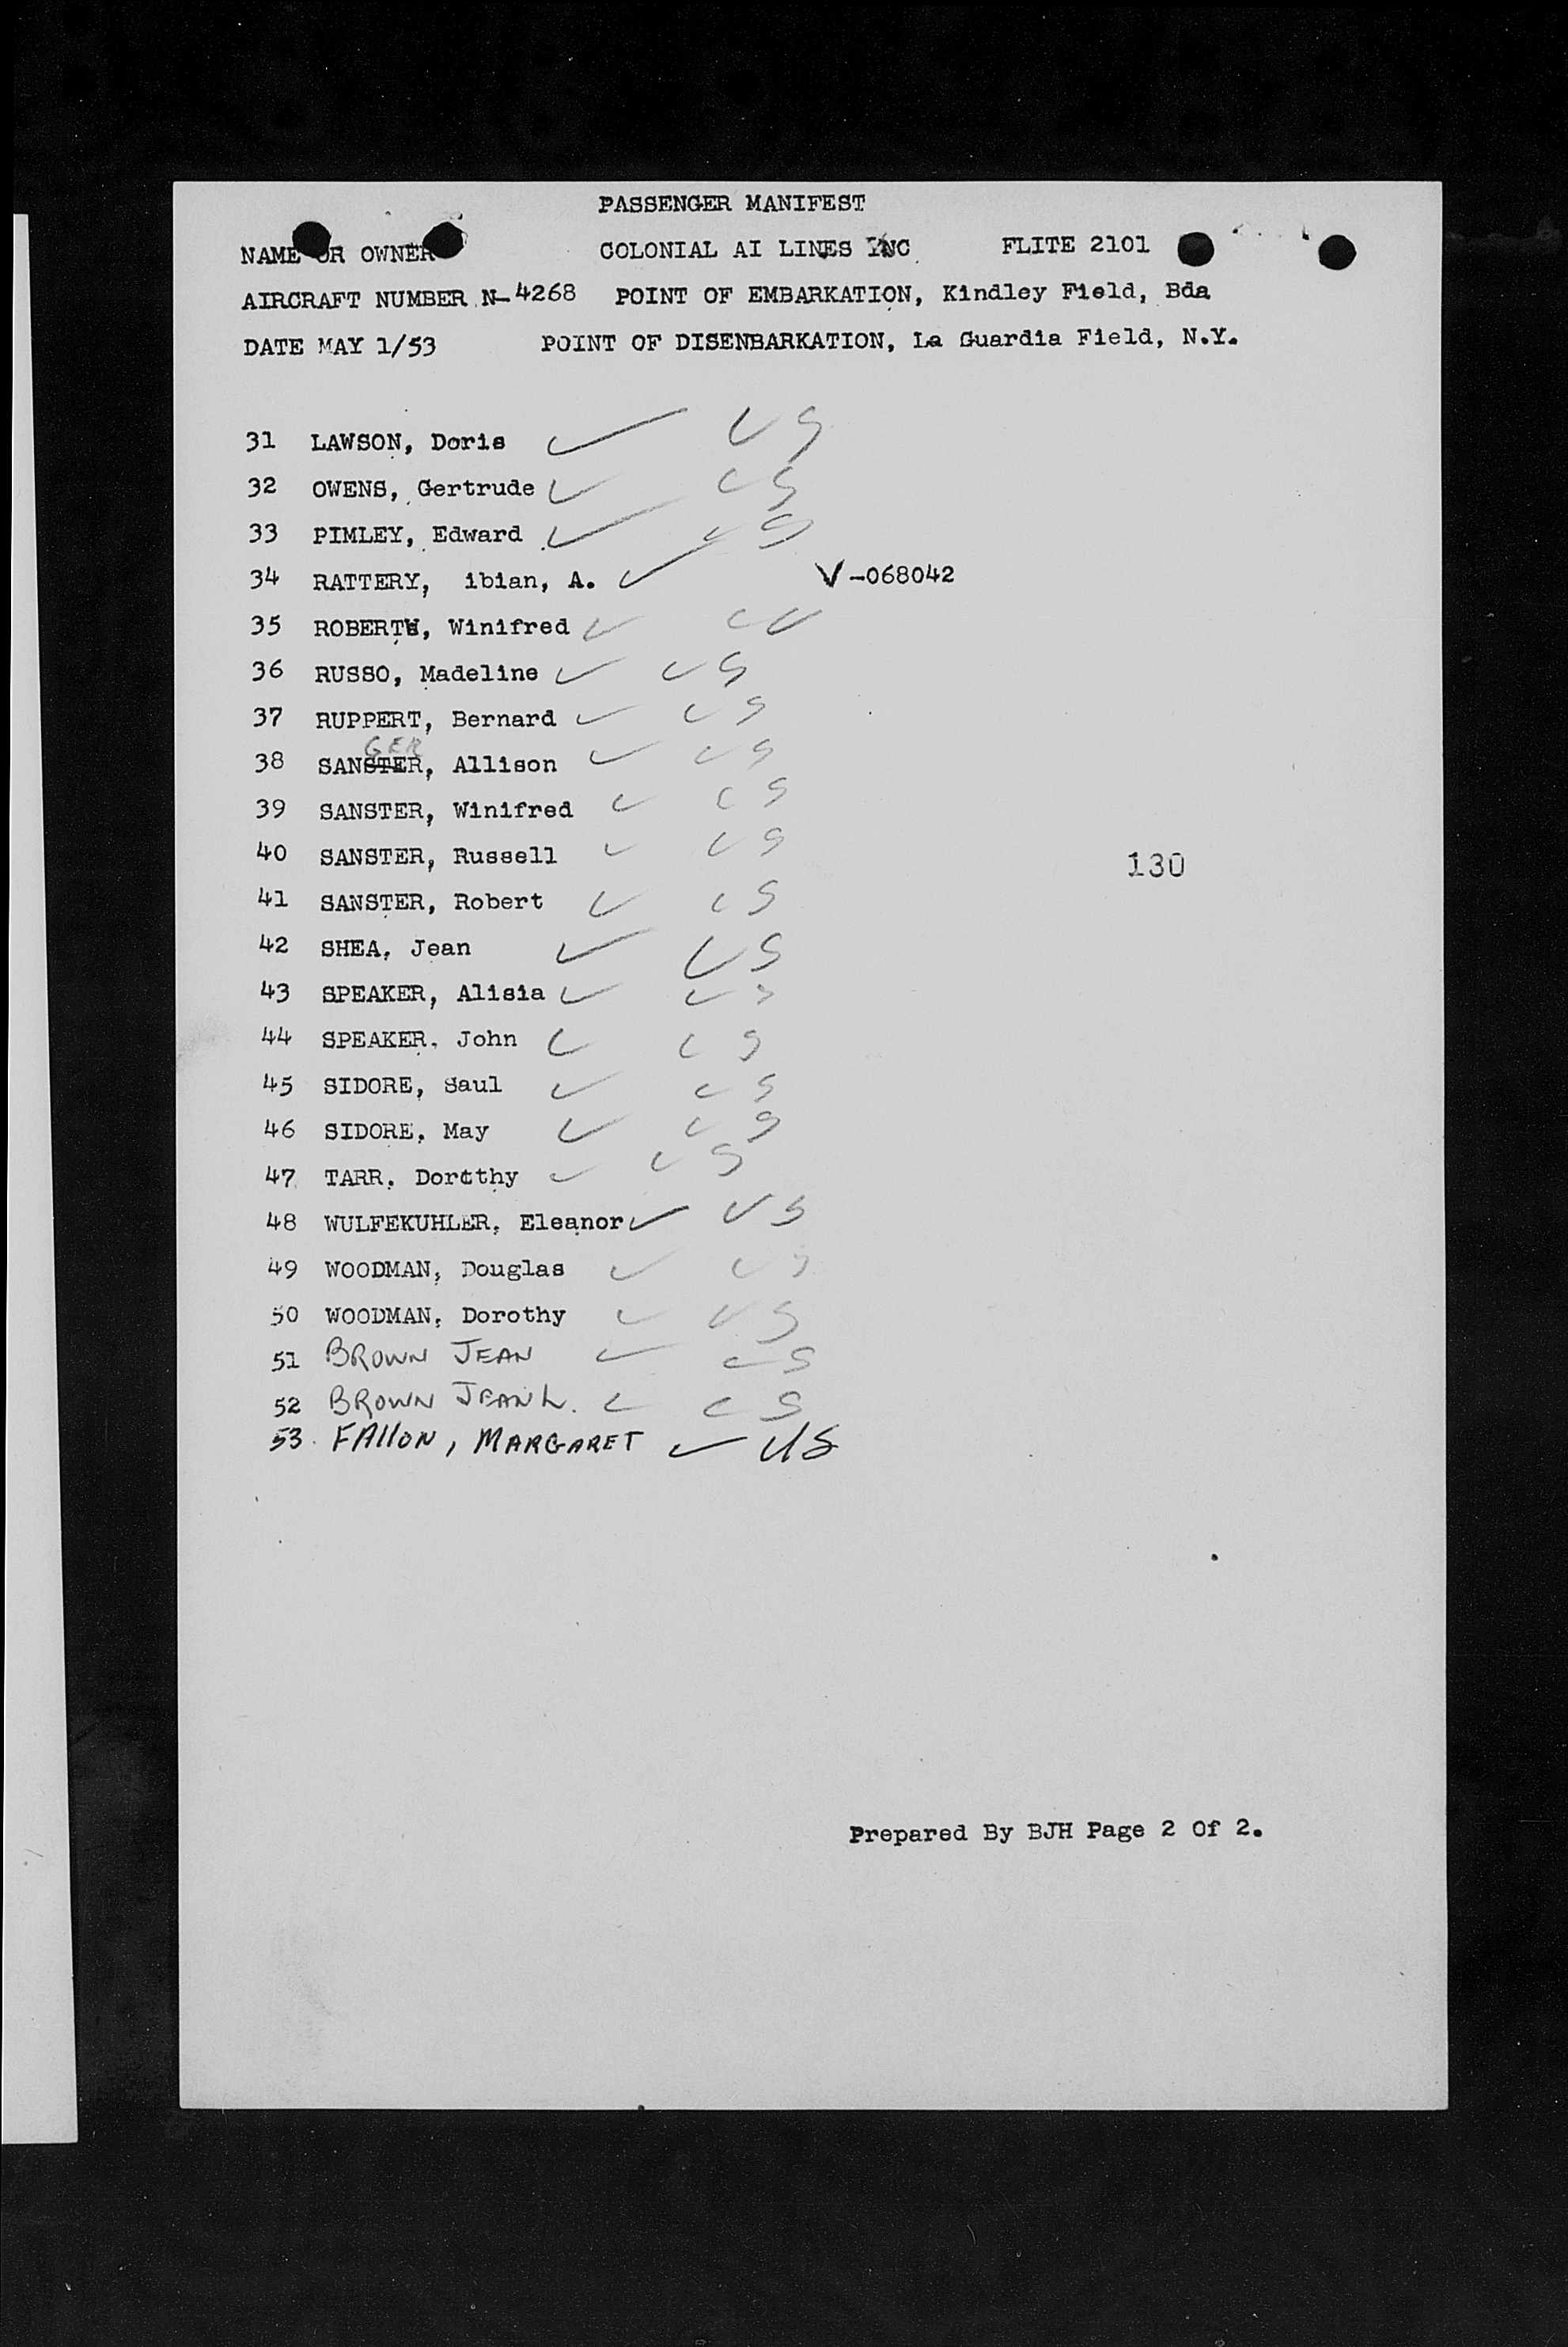 PASSENGER MANIFEST
NAME OR OWNER COLONIAL AI LINES INC. FLITE 2101
AIRCRAFT NUMBER N-4268 POINT OF EMBARKATION, Kindley Field, Bda
DATE MAY 1/53 POINT OF DISENBARKATION, La Guardia Field, N.Y.
31 LAWSON, Doris ✓ US
32 OWENS, Gertrude ✓ US
33 PIMLEY, Edward ✓ US
34 RATTERY, ibian, A. ✓ V-068042
35 ROBERTH, Winifred ✓
36 RUSSO, Madeline ✓ US
37 RUPPERT, Bernard ✓ US
GER
38 SANSTER, Allison ✓ US
39 SANSTER, Winifred ✓ US
40 SANSTER, Russell ✓ US
130
41 SANSTER, Robert ✓ US
42 SHEA, Jean ✓ US
43 SPEAKER, Alisia ✓ US
44 SPEAKER, John ✓ US
45 SIDORE, Saul ✓ US
46 SIDORE, May ✓ US
47 TARR, Dorothy ✓ US
48 WULFEKUHLER, Eleanor ✓ US
49 WOODMAN, Douglas ✓ US
50 WOODMAN, Dorothy ✓ US
51 BROWN JEAN ✓ US
52 BROWN JEAN L. ✓ US
53. FALLON, MARGARET ✓ US
Prepared By BJH Page 2 Of 2.